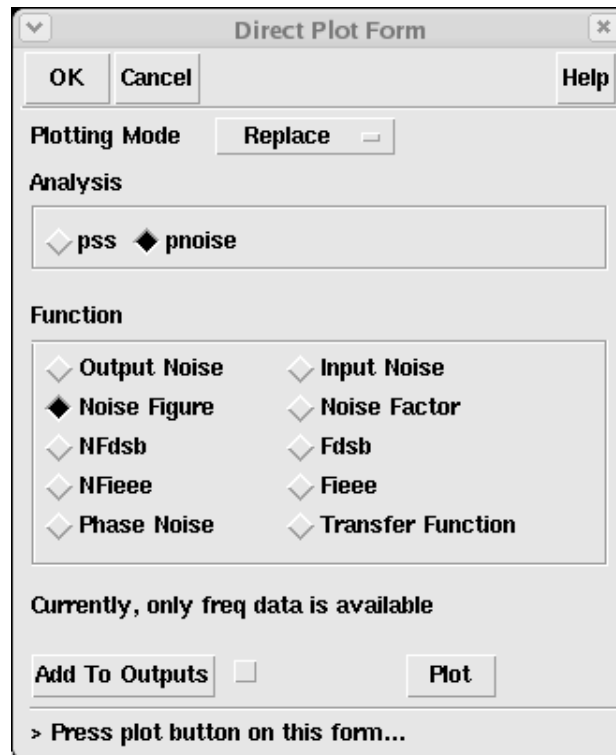 Direct Plot Form
OK Cancel Help
Plotting Mode Replace
Analysis
pss pnoise
Function
Output Noise Input Noise
Noise Figure Noise Factor
NFdsb Fdsb
NFieee Fieee
Phase Noise Transfer Function
Currently, only freq data is available
Add To Outputs Plot
> Press plot button on this form...